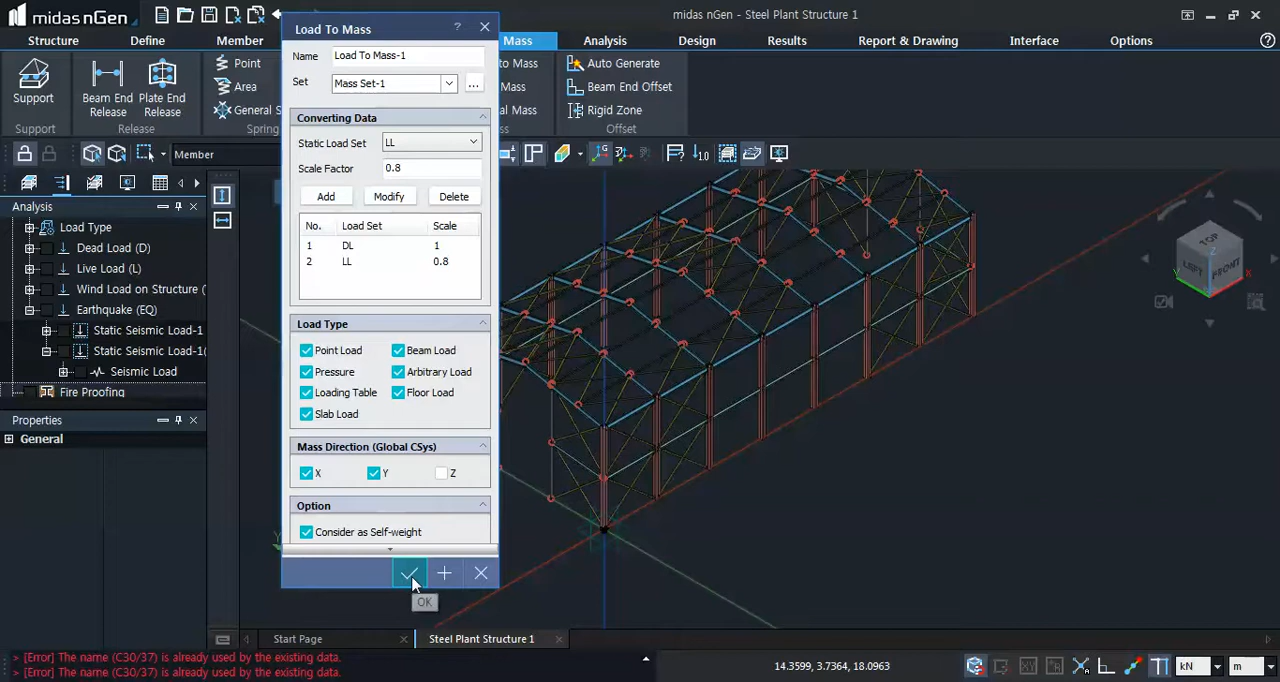 midas nGen
midas nGen - Steel Plant Structure 1
Structure
Define
Member
Mass
Analysis
Design
Results
Report & Drawing
Interface
Options
Support
Beam End
Release
Plate End
Release
Point
Area
General S
to Mass
Mass
al Mass
Auto Generate
Beam End Offset
Rigid Zone
Support
Release
Spring
Offset
Member
Load To Mass
Name
Load To Mass-1
Set
Mass Set-1
...
Converting Data
Static Load Set
LL
Scale Factor
0.8
Add
Modify
Delete
No.
Load Set
Scale
1
DL
1
2
LL
0.8
Load Type
Point Load
Beam Load
Pressure
Arbitrary Load
Loading Table
Floor Load
Slab Load
Mass Direction (Global CSys)
X
Y
Z
Option
Consider as Self-weight
OK
Analysis
Load Type
Dead Load (D)
Live Load (L)
Wind Load on Structure (
Earthquake (EQ)
Static Seismic Load-1
Static Seismic Load-1(
Seismic Load
Fire Proofing
Properties
General
TOP
LEFT
FRONT
Z
X
Y
Start Page
Steel Plant Structure 1
> [Error] The name (C30/37) is already used by the existing data.
> [Error] The name (C30/37) is already used by the existing data.
14.3599, 3.7364, 18.0963
kN
m